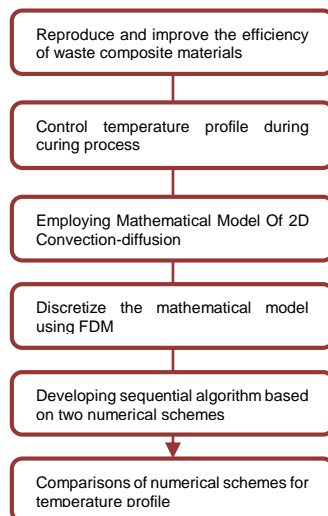 Reproduce and improve the efficiency
of waste composite materials
Control temperature profile during
curing process
Employing Mathematical Model Of 2D
Convection-diffusion
Discretize the mathematical model
using FDM
Developing sequential algorithm based
on two numerical schemes
Comparisons of numerical schemes for
temperature profile